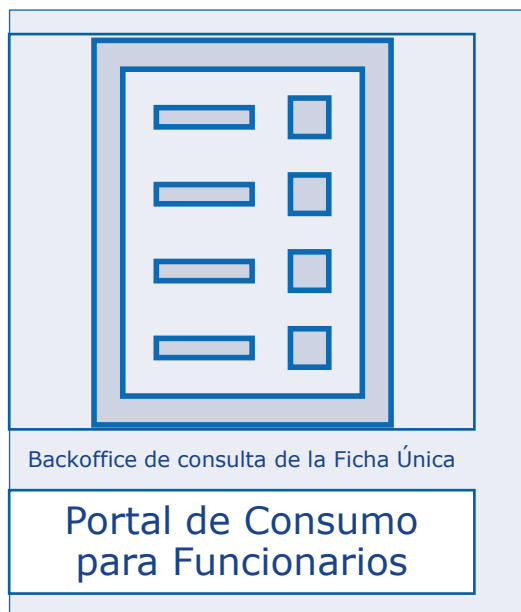 Backoffice de consulta de la Ficha Única
Portal de Consumo
para Funcionarios